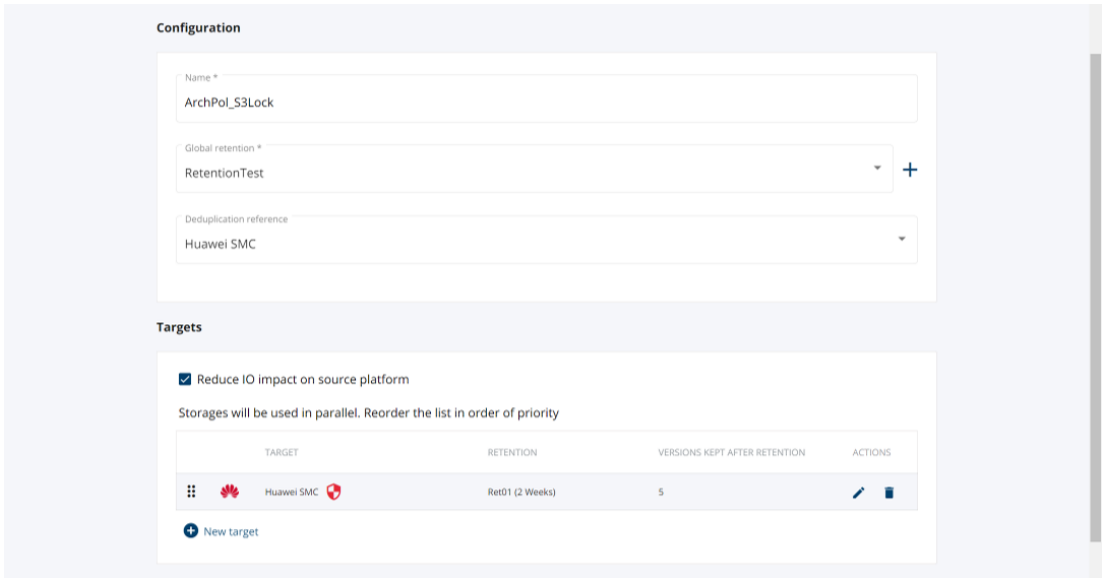 Configuration
Name *
ArchPol_S3Lock
Global retention *
RetentionTest
Deduplication reference
Huawei SMC
Targets
Reduce IO impact on source platform
Storages will be used in parallel. Reorder the list in order of priority
TARGET RETENTION VERSIONS KEPT AFTER RETENTION ACTIONS
Huawei SMC Ret01 (2 Weeks) 5
New target